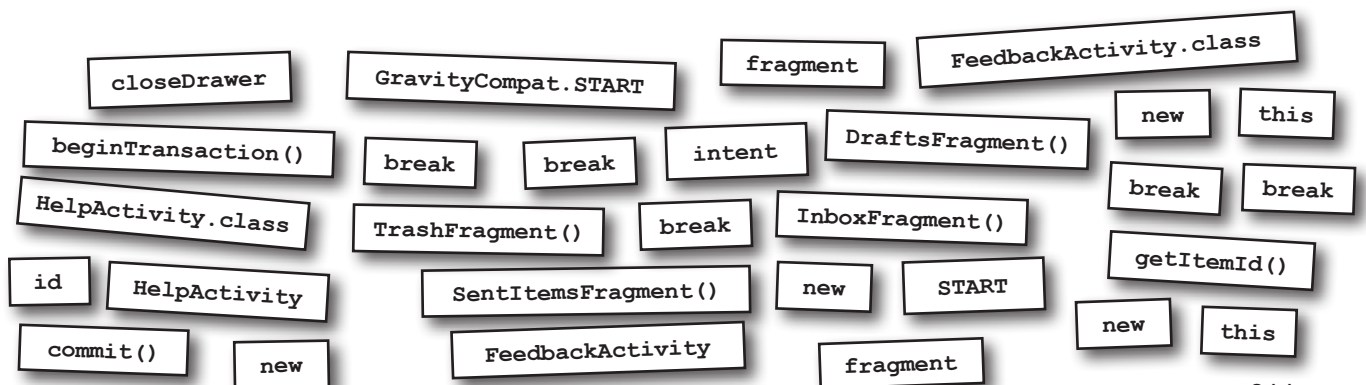 closeDrawer GravityCompat.START fragment FeedbackActivity.class
beginTransaction() break break intent DraftsFragment() new this
HelpActivity.class TrashFragment() break InboxFragment() break break
id HelpActivity SentItemsFragment() new START getItemId()
commit() new FeedbackActivity fragment new this